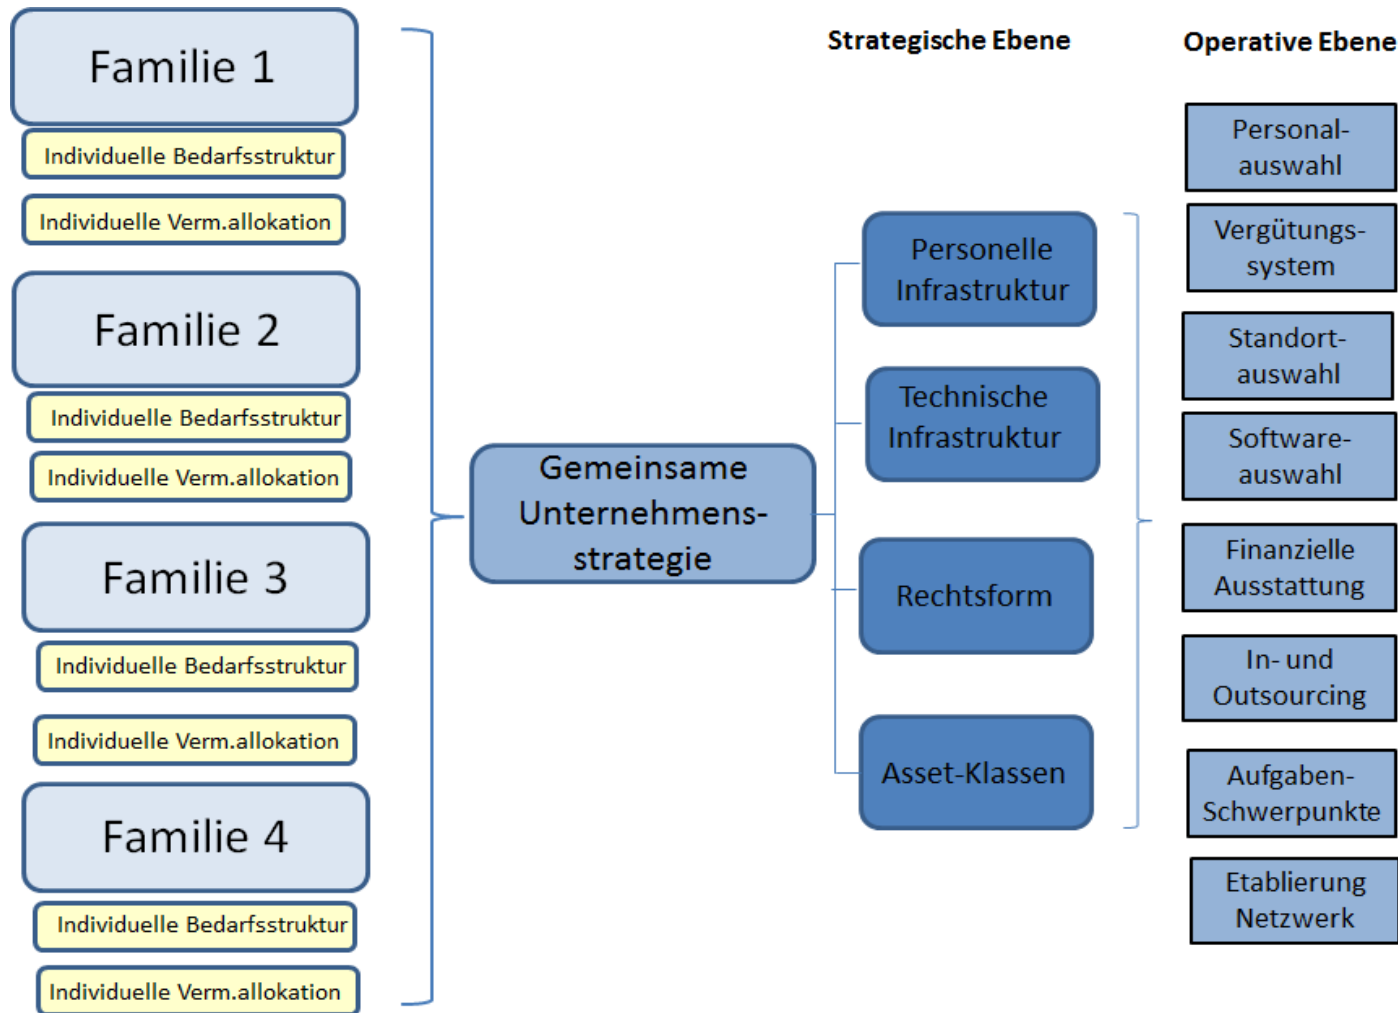 Familie 1
Individuelle Bedarfsstruktur
Individuelle Verm.allokation
Familie 2
Individuelle Bedarfsstruktur
Individuelle Verm.allokation
Familie 3
Individuelle Bedarfsstruktur
Individuelle Verm.allokation
Familie 4
Individuelle Bedarfsstruktur
Individuelle Verm.allokation
Gemeinsame
Unternehmens-
strategie
Strategische Ebene
Personelle
Infrastruktur
Technische
Infrastruktur
Rechtsform
Asset-Klassen
Operative Ebene
Personal-
auswahl
Vergütungs-
system
Standort-
auswahl
Software-
auswahl
Finanzielle
Ausstattung
In- und
Outsourcing
Aufgaben-
Schwerpunkte
Etablierung
Netzwerk